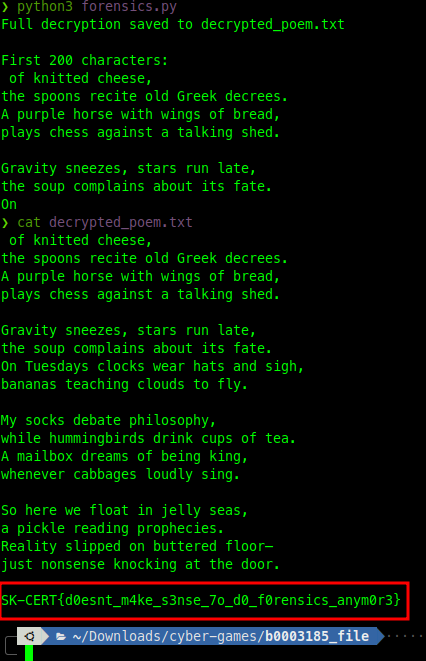 ❯ python3 forensics.py
Full decryption saved to decrypted_poem.txt

First 200 characters:
 of knitted cheese,
the spoons recite old Greek decrees.
A purple horse with wings of bread,
plays chess against a talking shed.

Gravity sneezes, stars run late,
the soup complains about its fate.
On
❯ cat decrypted_poem.txt
 of knitted cheese,
the spoons recite old Greek decrees.
A purple horse with wings of bread,
plays chess against a talking shed.

Gravity sneezes, stars run late,
the soup complains about its fate.
On Tuesdays clocks wear hats and sigh,
bananas teaching clouds to fly.

My socks debate philosophy,
while hummingbirds drink cups of tea.
A mailbox dreams of being king,
whenever cabbages loudly sing.

So here we float in jelly seas,
a pickle reading prophecies.
Reality slipped on buttered floor—
just nonsense knocking at the door.

SK-CERT{d0esnt_m4ke_s3nse_7o_d0_f0rensics_anym0r3}
~/Downloads/cyber-games/b0003185_file